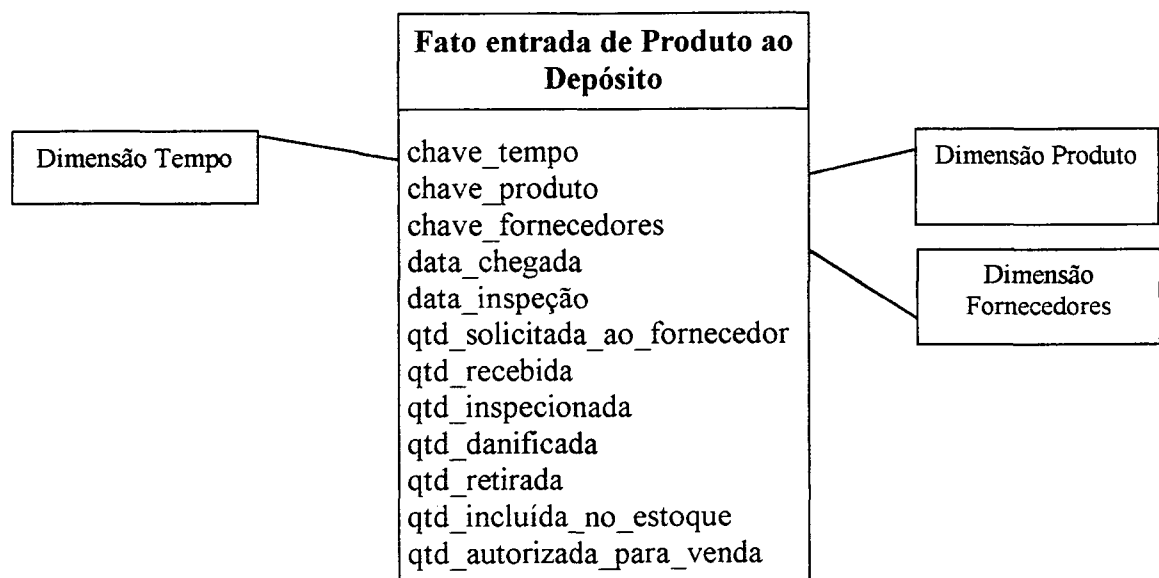 Fato entrada de Produto ao
Depósito
Dimensão Tempo
chave_tempo
chave_produto
chave_fornecedores
data_chegada
data_inspeção
qtd_solicitada_ao_fornecedor
qtd_recebida
qtd_inspecionada
qtd_danificada
qtd_retirada
qtd_incluída_no_estoque
qtd_autorizada_para_venda
Dimensão Produto
Dimensão
Fornecedores